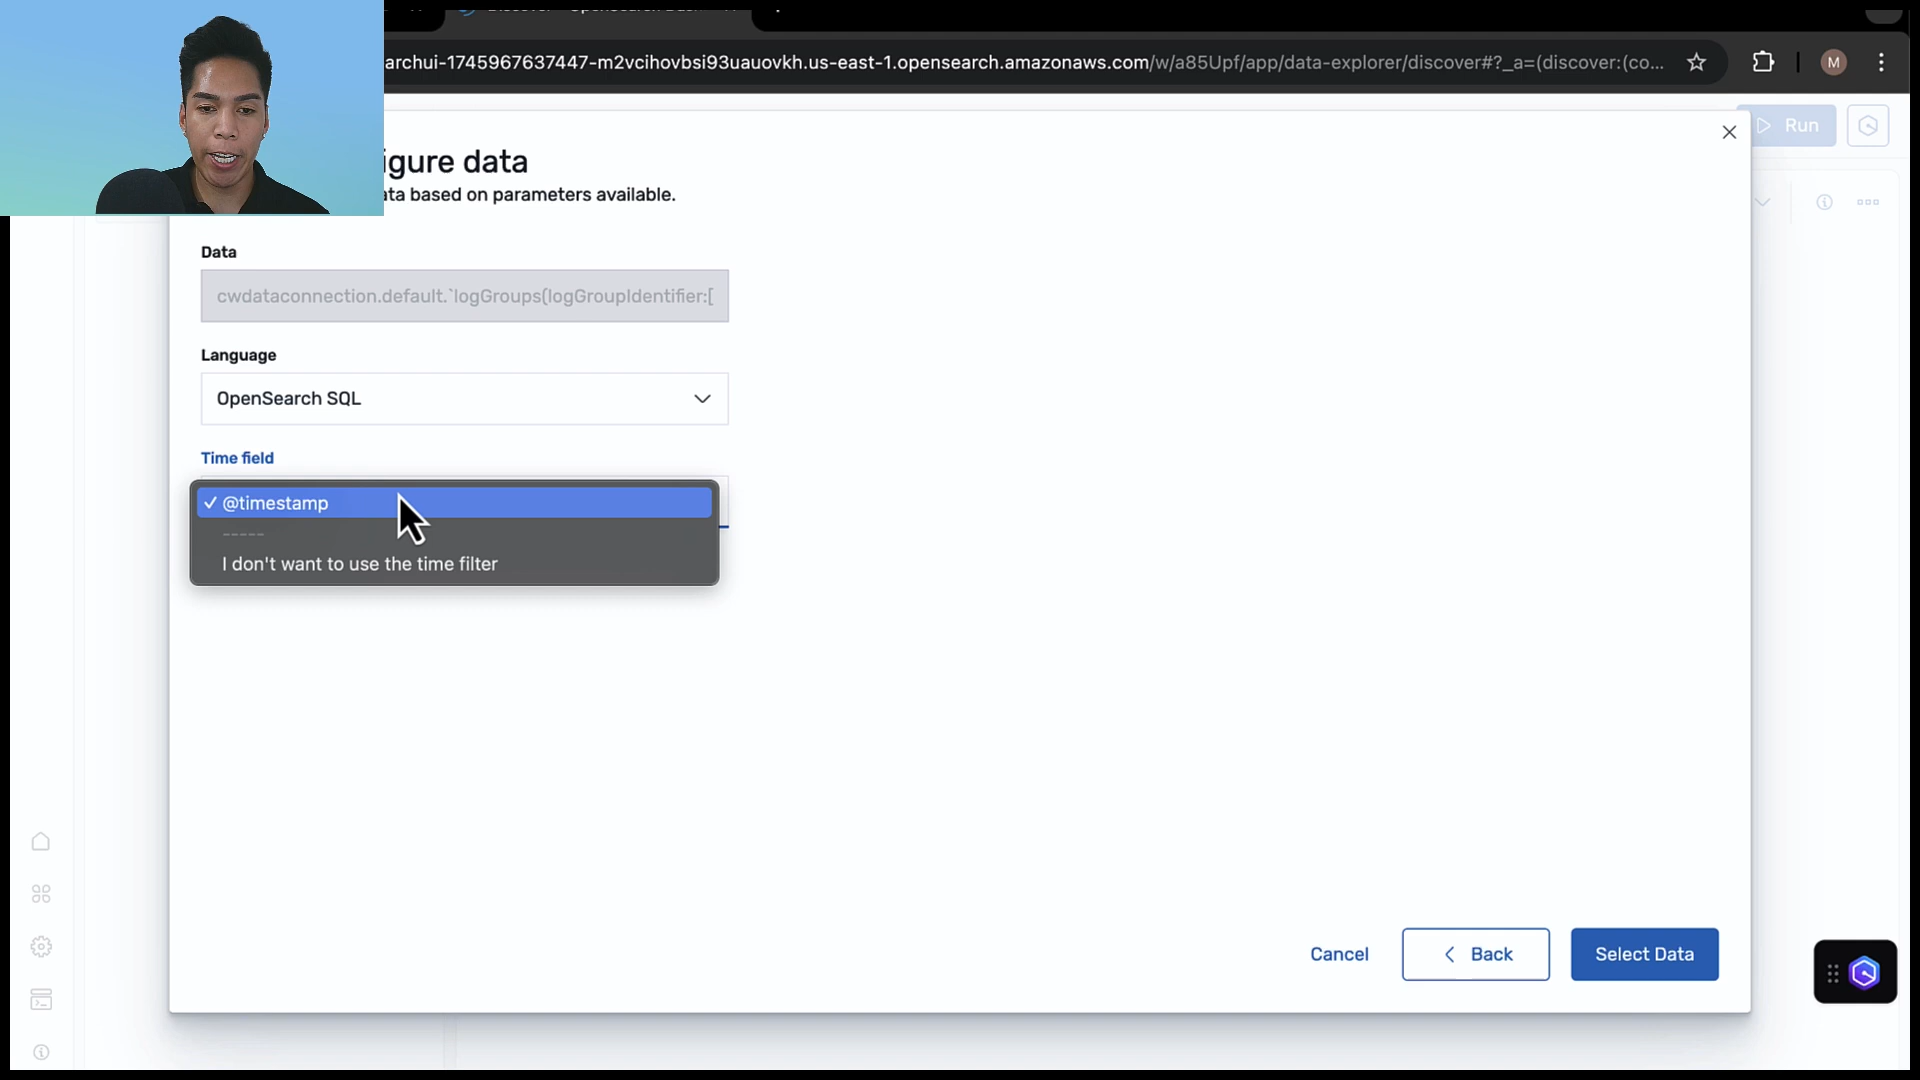 archui-1745967637447-m2vcihovbsi93uauovkh.us-east-1.opensearch.amazonaws.com/w/a85Upf/app/data-explorer/discover#?_a=(discover:(co...
M
Run
igure data
ata based on parameters available.
Data
cwdataconnection.default.`logGroups(logGroupIdentifier:[
Language
OpenSearch SQL
Time field
✓ @timestamp
-----
I don't want to use the time filter
Cancel
Back
Select Data